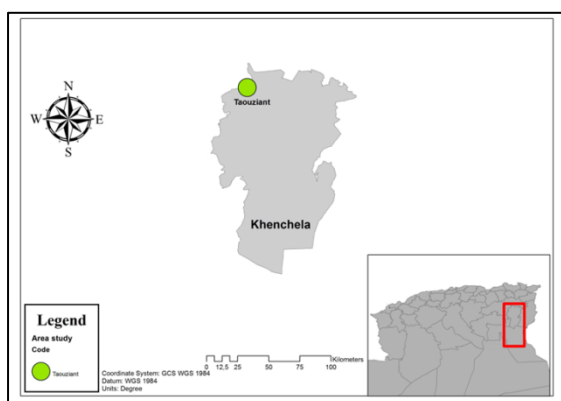 N
W E
S
Taouziant
Khenchela
Legend
Area study
Code
Taouziant
Coordinate System: GCS WGS 1984
Datum: WGS 1984
Units: Degree
0 12,5 25 50 75 100
Kilometers